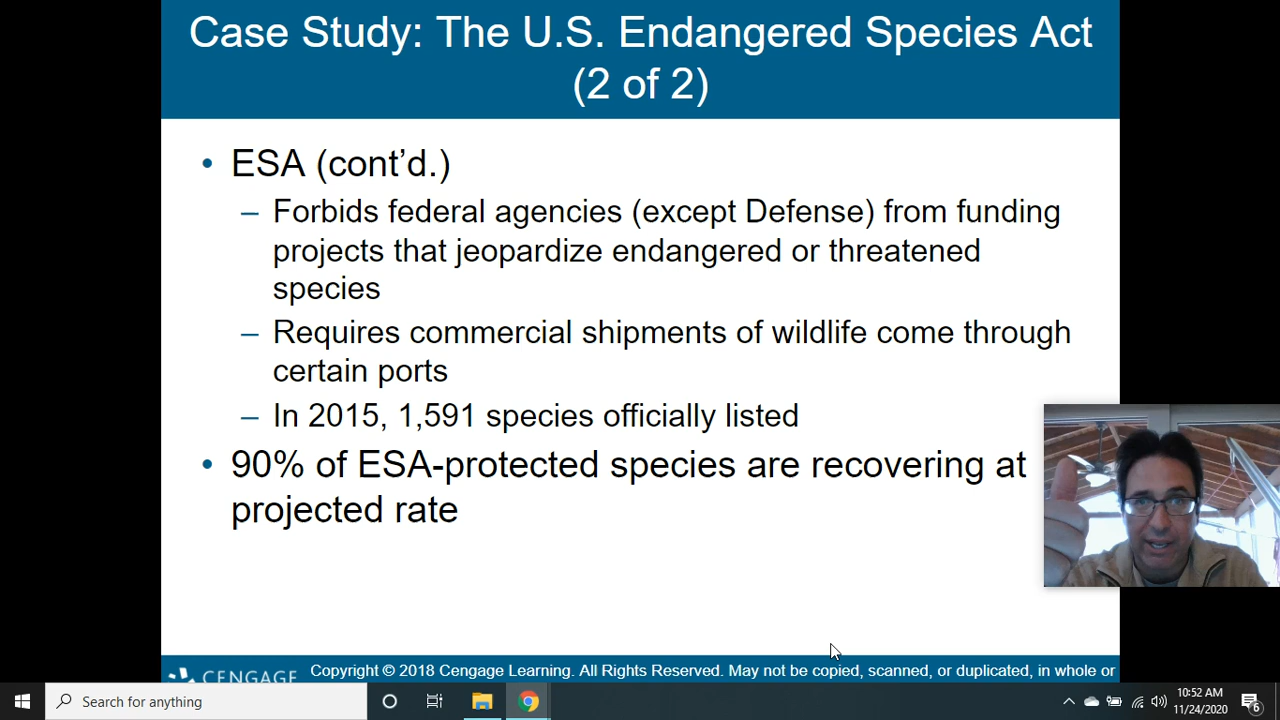 Case Study: The U.S. Endangered Species Act
(2 of 2)
• ESA (cont’d.)
– Forbids federal agencies (except Defense) from funding
projects that jeopardize endangered or threatened
species
– Requires commercial shipments of wildlife come through
certain ports
– In 2015, 1,591 species officially listed
• 90% of ESA-protected species are recovering at
projected rate
CENGAGE
Copyright © 2018 Cengage Learning. All Rights Reserved. May not be copied, scanned, or duplicated, in whole or
Search for anything
10:52 AM
11/24/2020
6